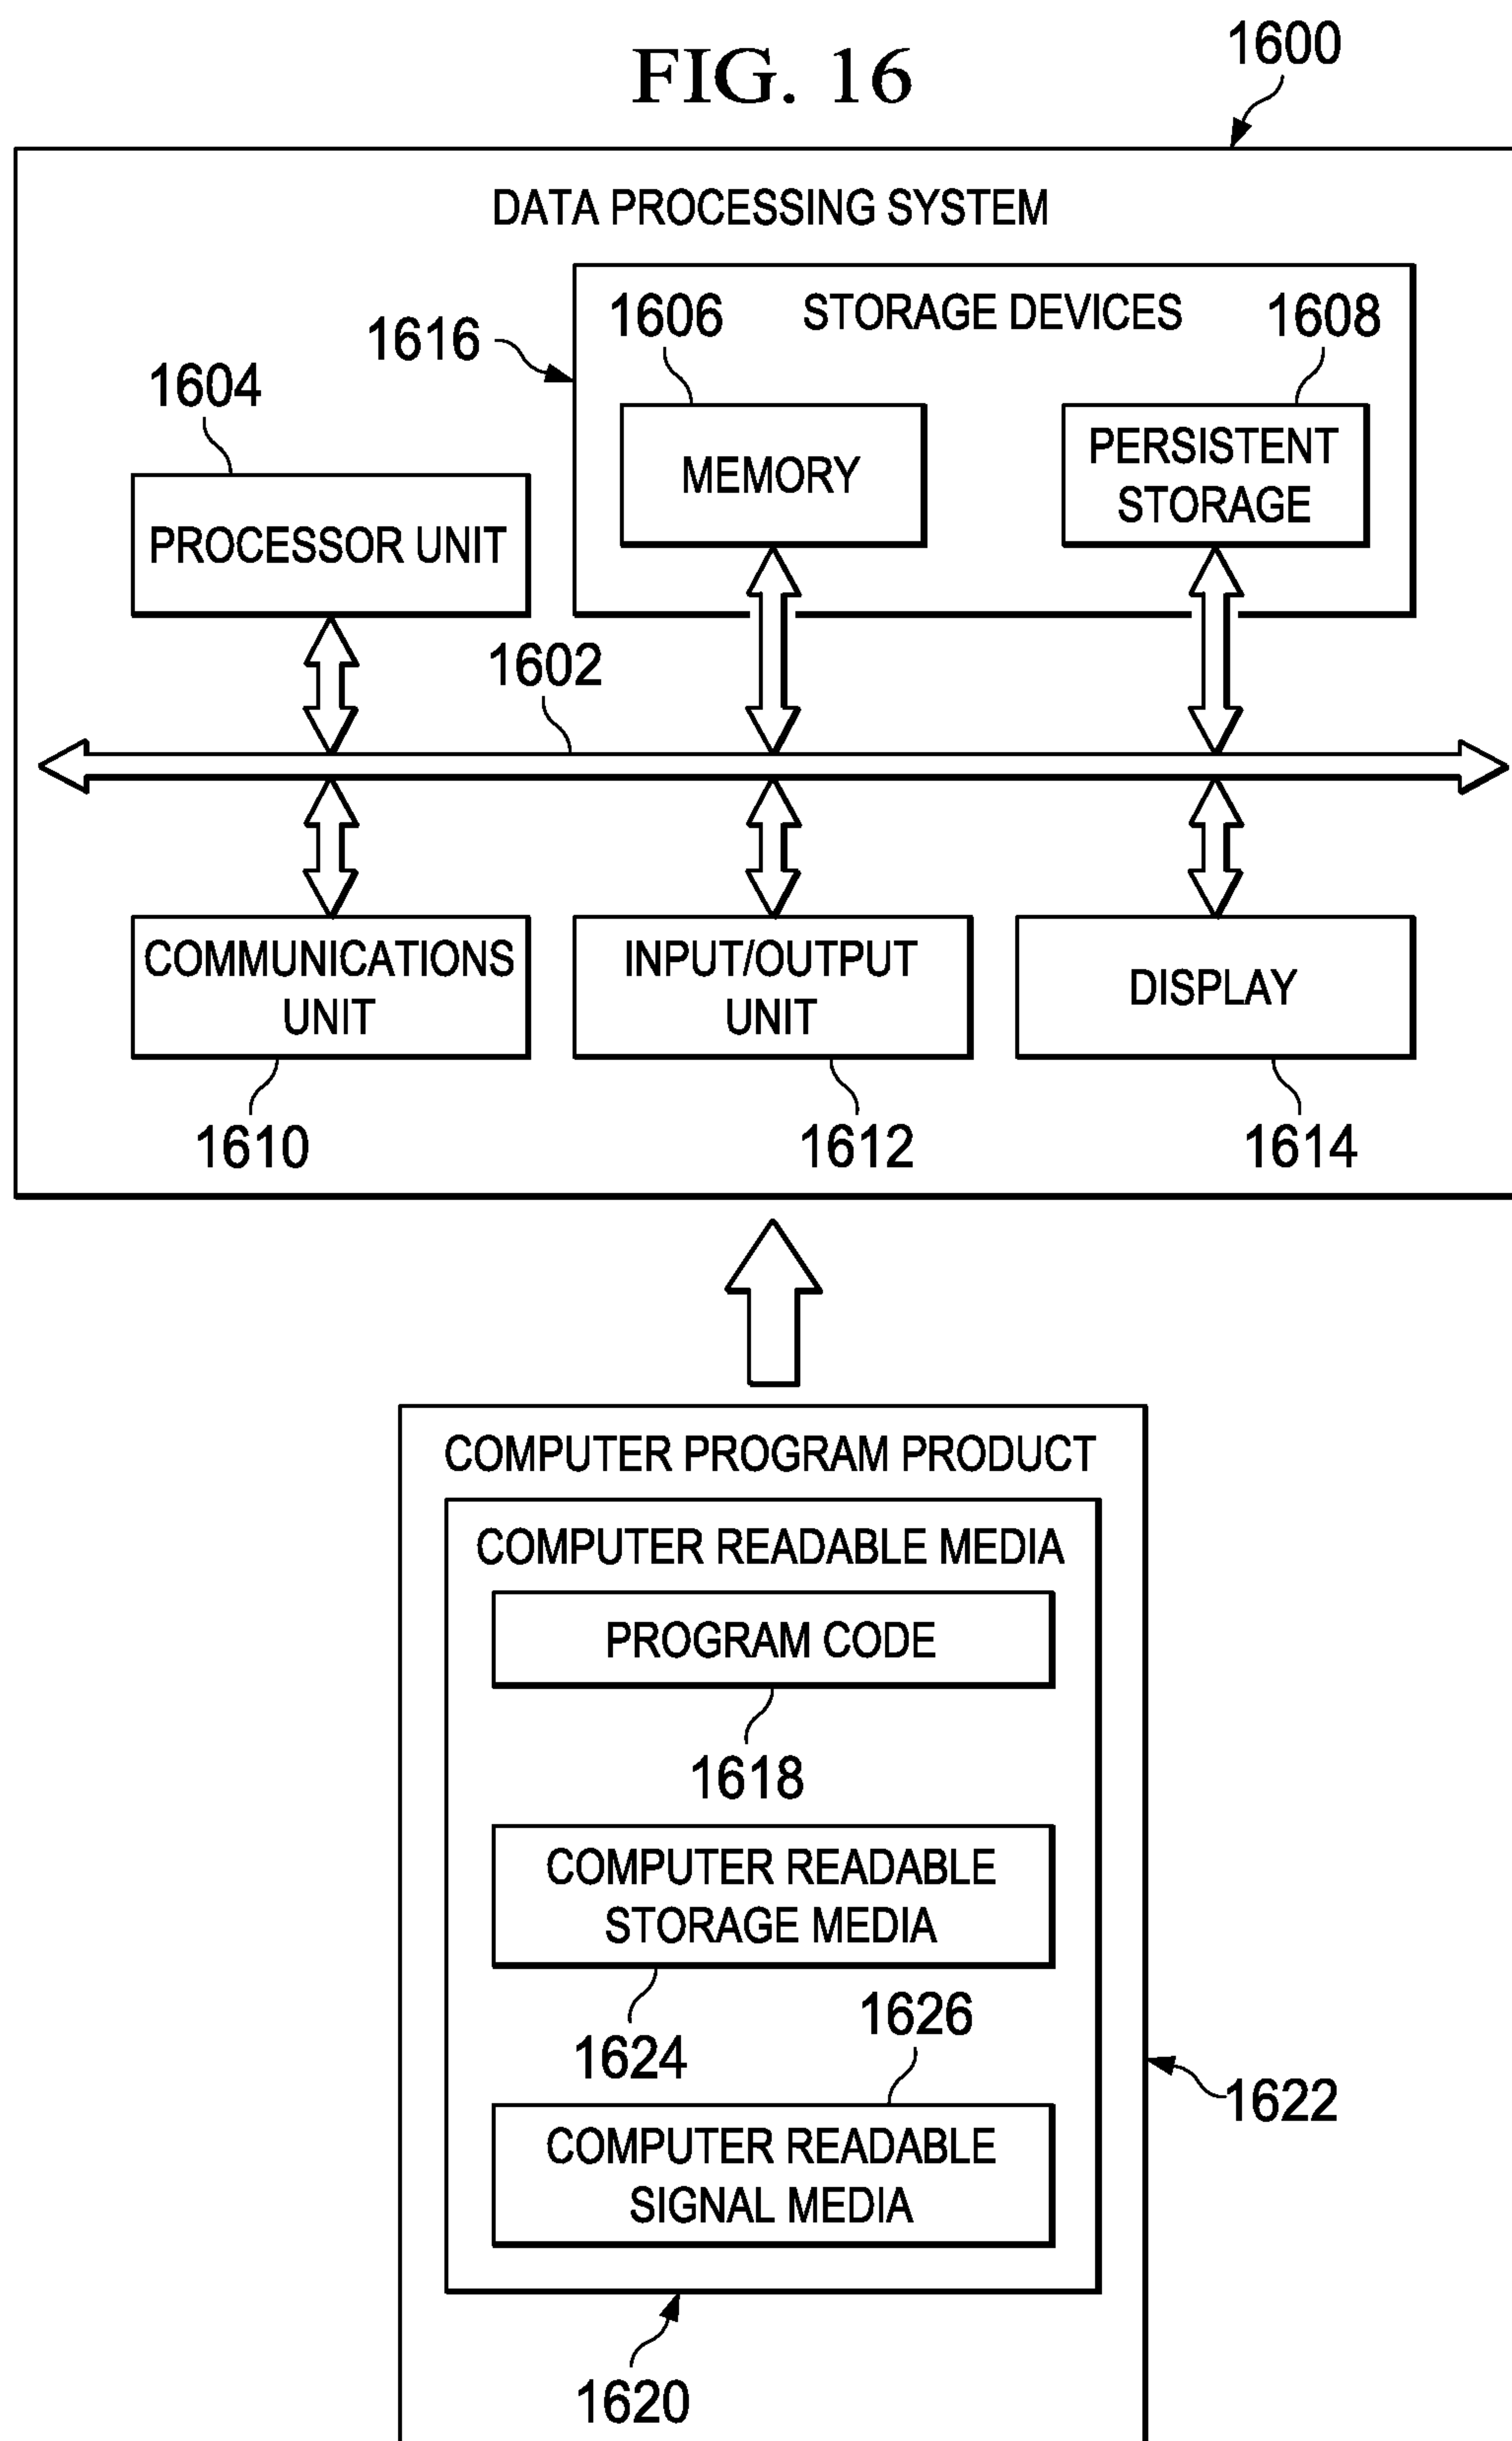 FIG. 16
1600
DATA PROCESSING SYSTEM
1616
1606
STORAGE DEVICES
1608
1604
MEMORY
PERSISTENT
STORAGE
PROCESSOR UNIT
1602
COMMUNICATIONS
UNIT
INPUT/OUTPUT
UNIT
DISPLAY
1610
1612
1614
COMPUTER PROGRAM PRODUCT
COMPUTER READABLE MEDIA
PROGRAM CODE
1618
COMPUTER READABLE
STORAGE MEDIA
1624
1626
COMPUTER READABLE
SIGNAL MEDIA
1622
1620